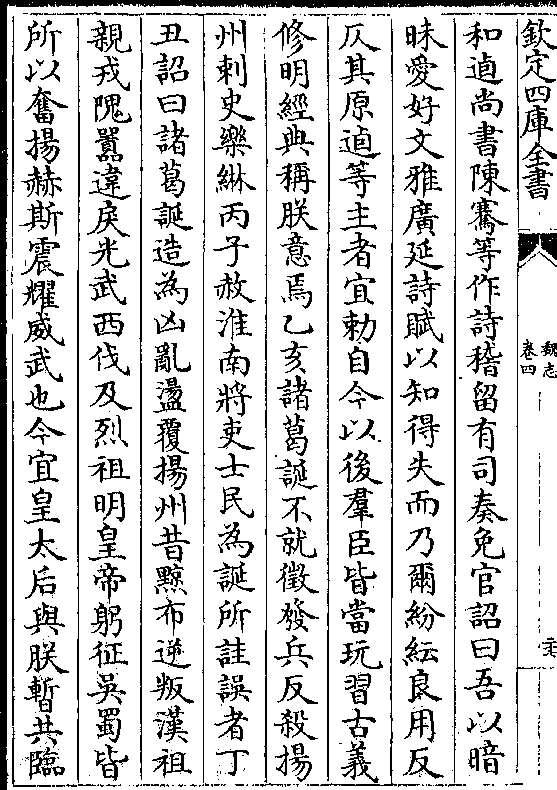 欽定四庫全書
魏志
卷四
和逌尚書陳騫等作詩稽留有司奏免官詔曰吾以暗
昧愛好文雅廣延詩賦以知得失而乃爾紛紜良用反
仄其原逌等主者宜勅自今以後羣臣皆當玩習古義
修明經典稱朕意焉乙亥諸葛誕不就徵發兵反殺揚
州刺史樂綝丙子赦淮南將吏士民為誕所詿誤者丁
丑詔曰諸葛誕造為凶亂盪覆揚州昔黥布逆叛漢祖
親戎隗囂違戾光武西伐及烈祖明皇帝躬征吳蜀皆
所以奮揚赫斯震耀威武也今宜皇太后與朕暫共臨